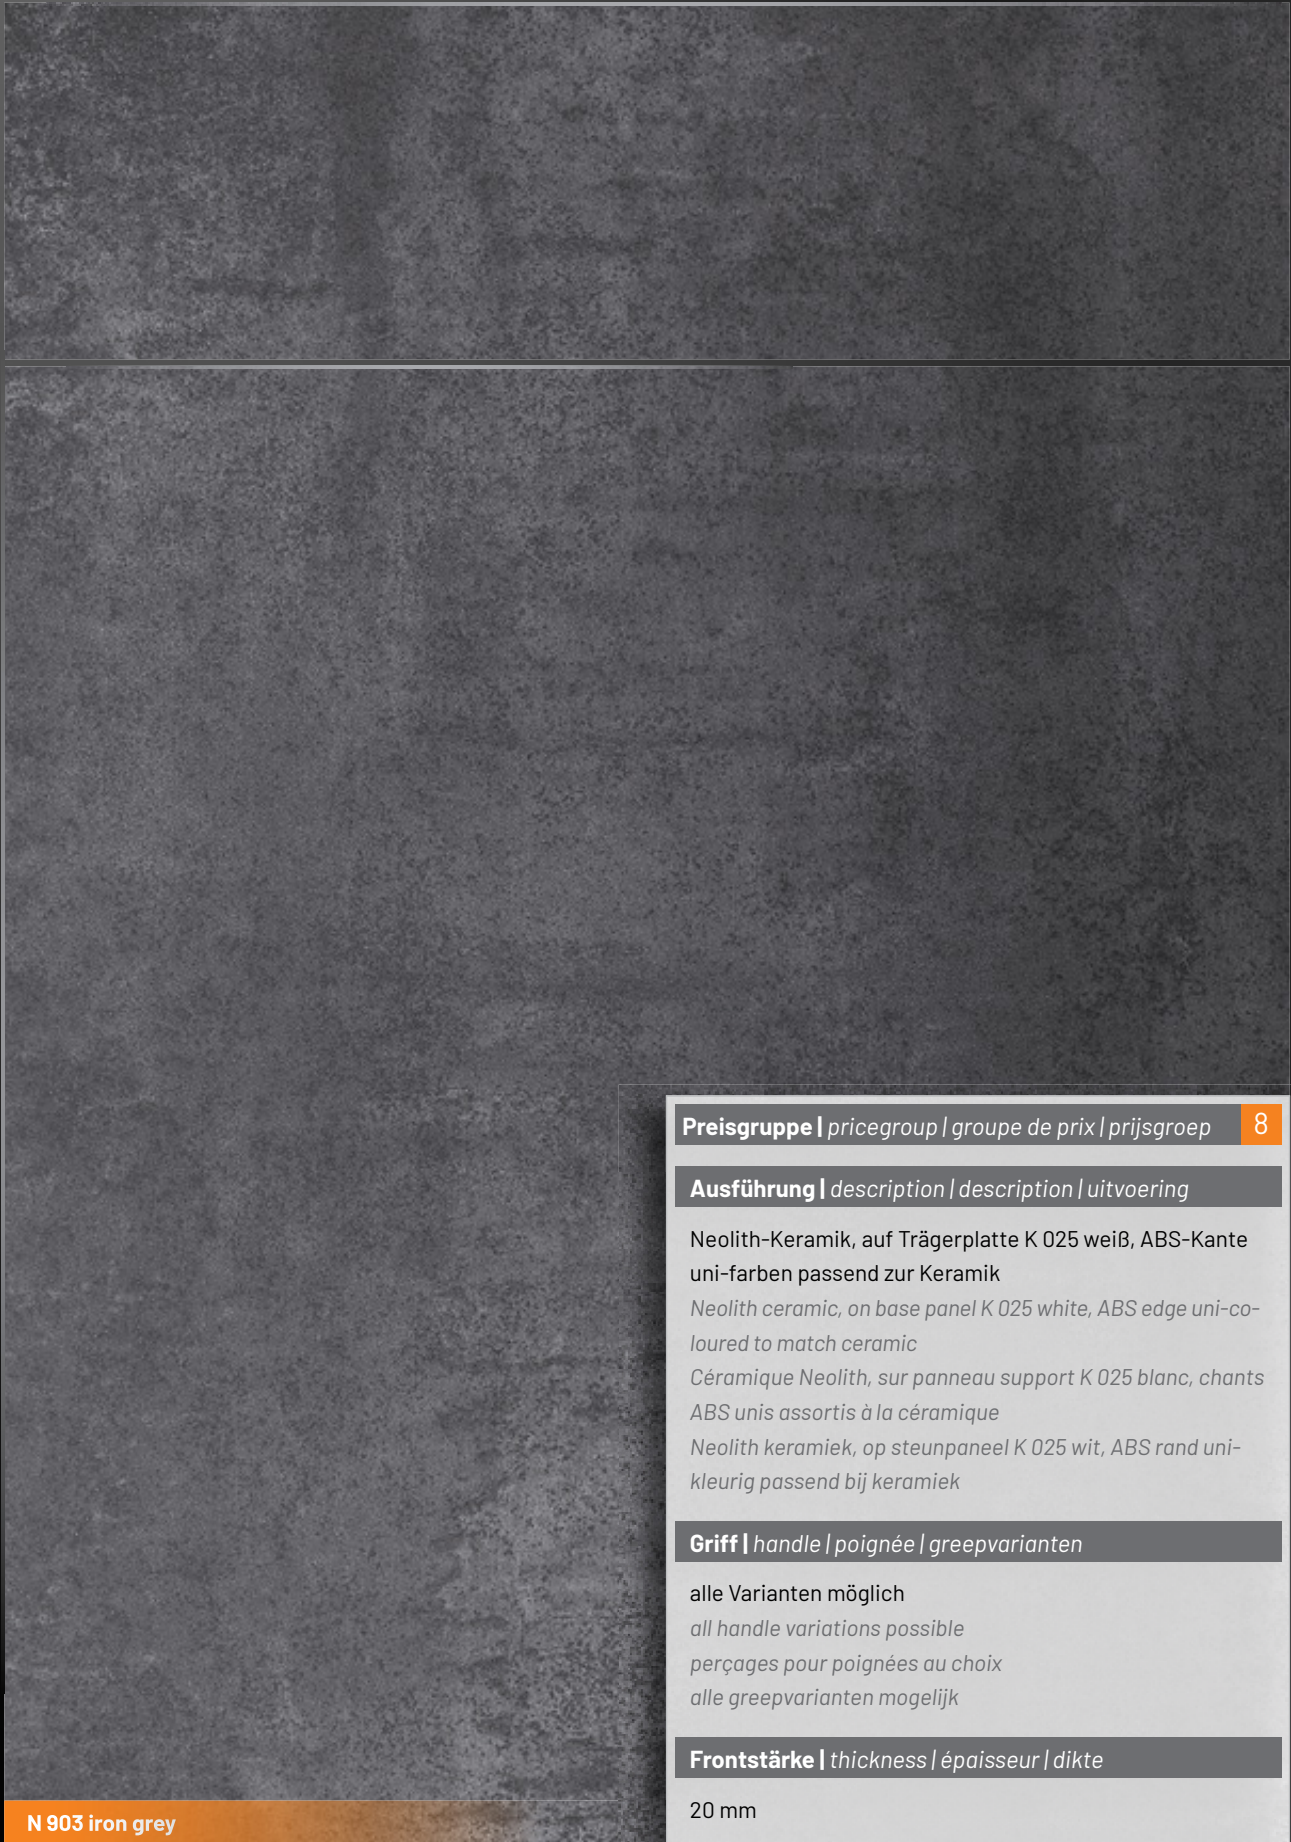 Preisgruppe | pricegroup | groupe de prix | prijsgroep 8
Ausführung | description | description | uitvoering
Neolith-Keramik, auf Trägerplatte K 025 weiß, ABS-Kante
uni-farben passend zur Keramik
Neolith ceramic, on base panel K 025 white, ABS edge uni-co-
loured to match ceramic
Céramique Neolith, sur panneau support K 025 blanc, chants
ABS unis assortis à la céramique
Neolith keramiek, op steunpaneel K 025 wit, ABS rand uni-
kleurig passend bij keramiek
Griff | handle | poignée | greepvarianten
alle Varianten möglich
all handle variations possible
perçages pour poignées au choix
alle greepvarianten mogelijk
Frontstärke | thickness | épaisseur | dikte
20 mm
N 903 iron grey